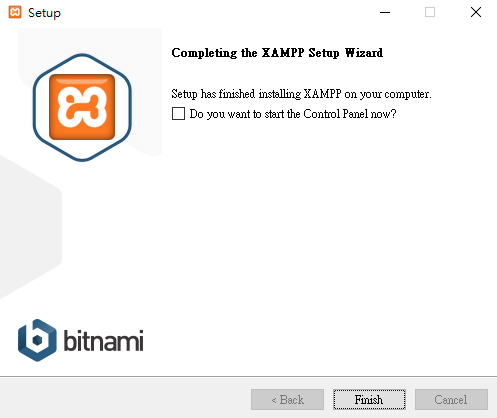 Setup
Completing the XAMPP Setup Wizard
Setup has finished installing XAMPP on your computer.
Do you want to start the Control Panel now?
bitnami
< Back
Finish
Cancel